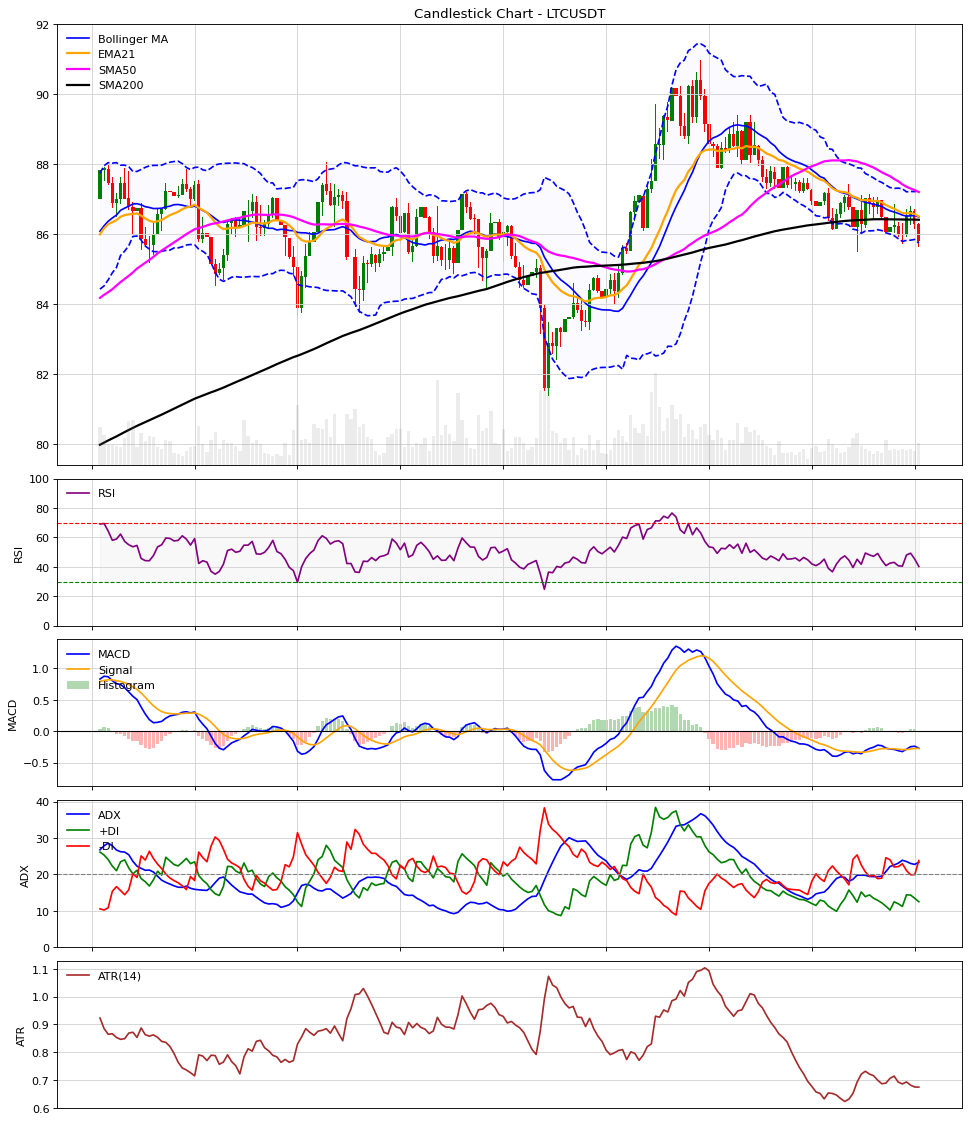 Candlestick Chart - LTCUSDT
92
90
88
86
84
82
80
Bollinger MA
EMA21
SMA50
SMA200
100
80
60
40
20
0
RSI
RSI
1.0
0.5
0.0
−0.5
MACD
MACD
Signal
Histogram
40
30
20
10
0
ADX
ADX
+DI
-DI
1.1
1.0
0.9
0.8
0.7
0.6
ATR
ATR(14)